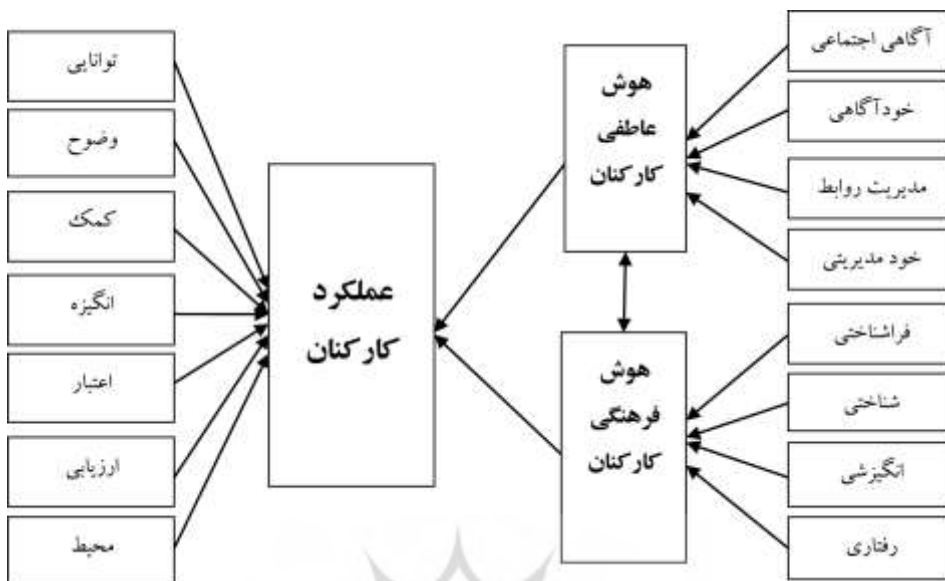 آگاهی اجتماعی
خودآگاهی
مدیریت روابط
خود مدیریتی
فراشناختی
شناختی
انگیزشی
رفتاری
هوش
عاطفی
کارکنان
هوش
فرهنگی
کارکنان
عملکرد
کارکنان
توانایی
وضوح
کمک
انگیزه
اعتبار
ارزیابی
محیط